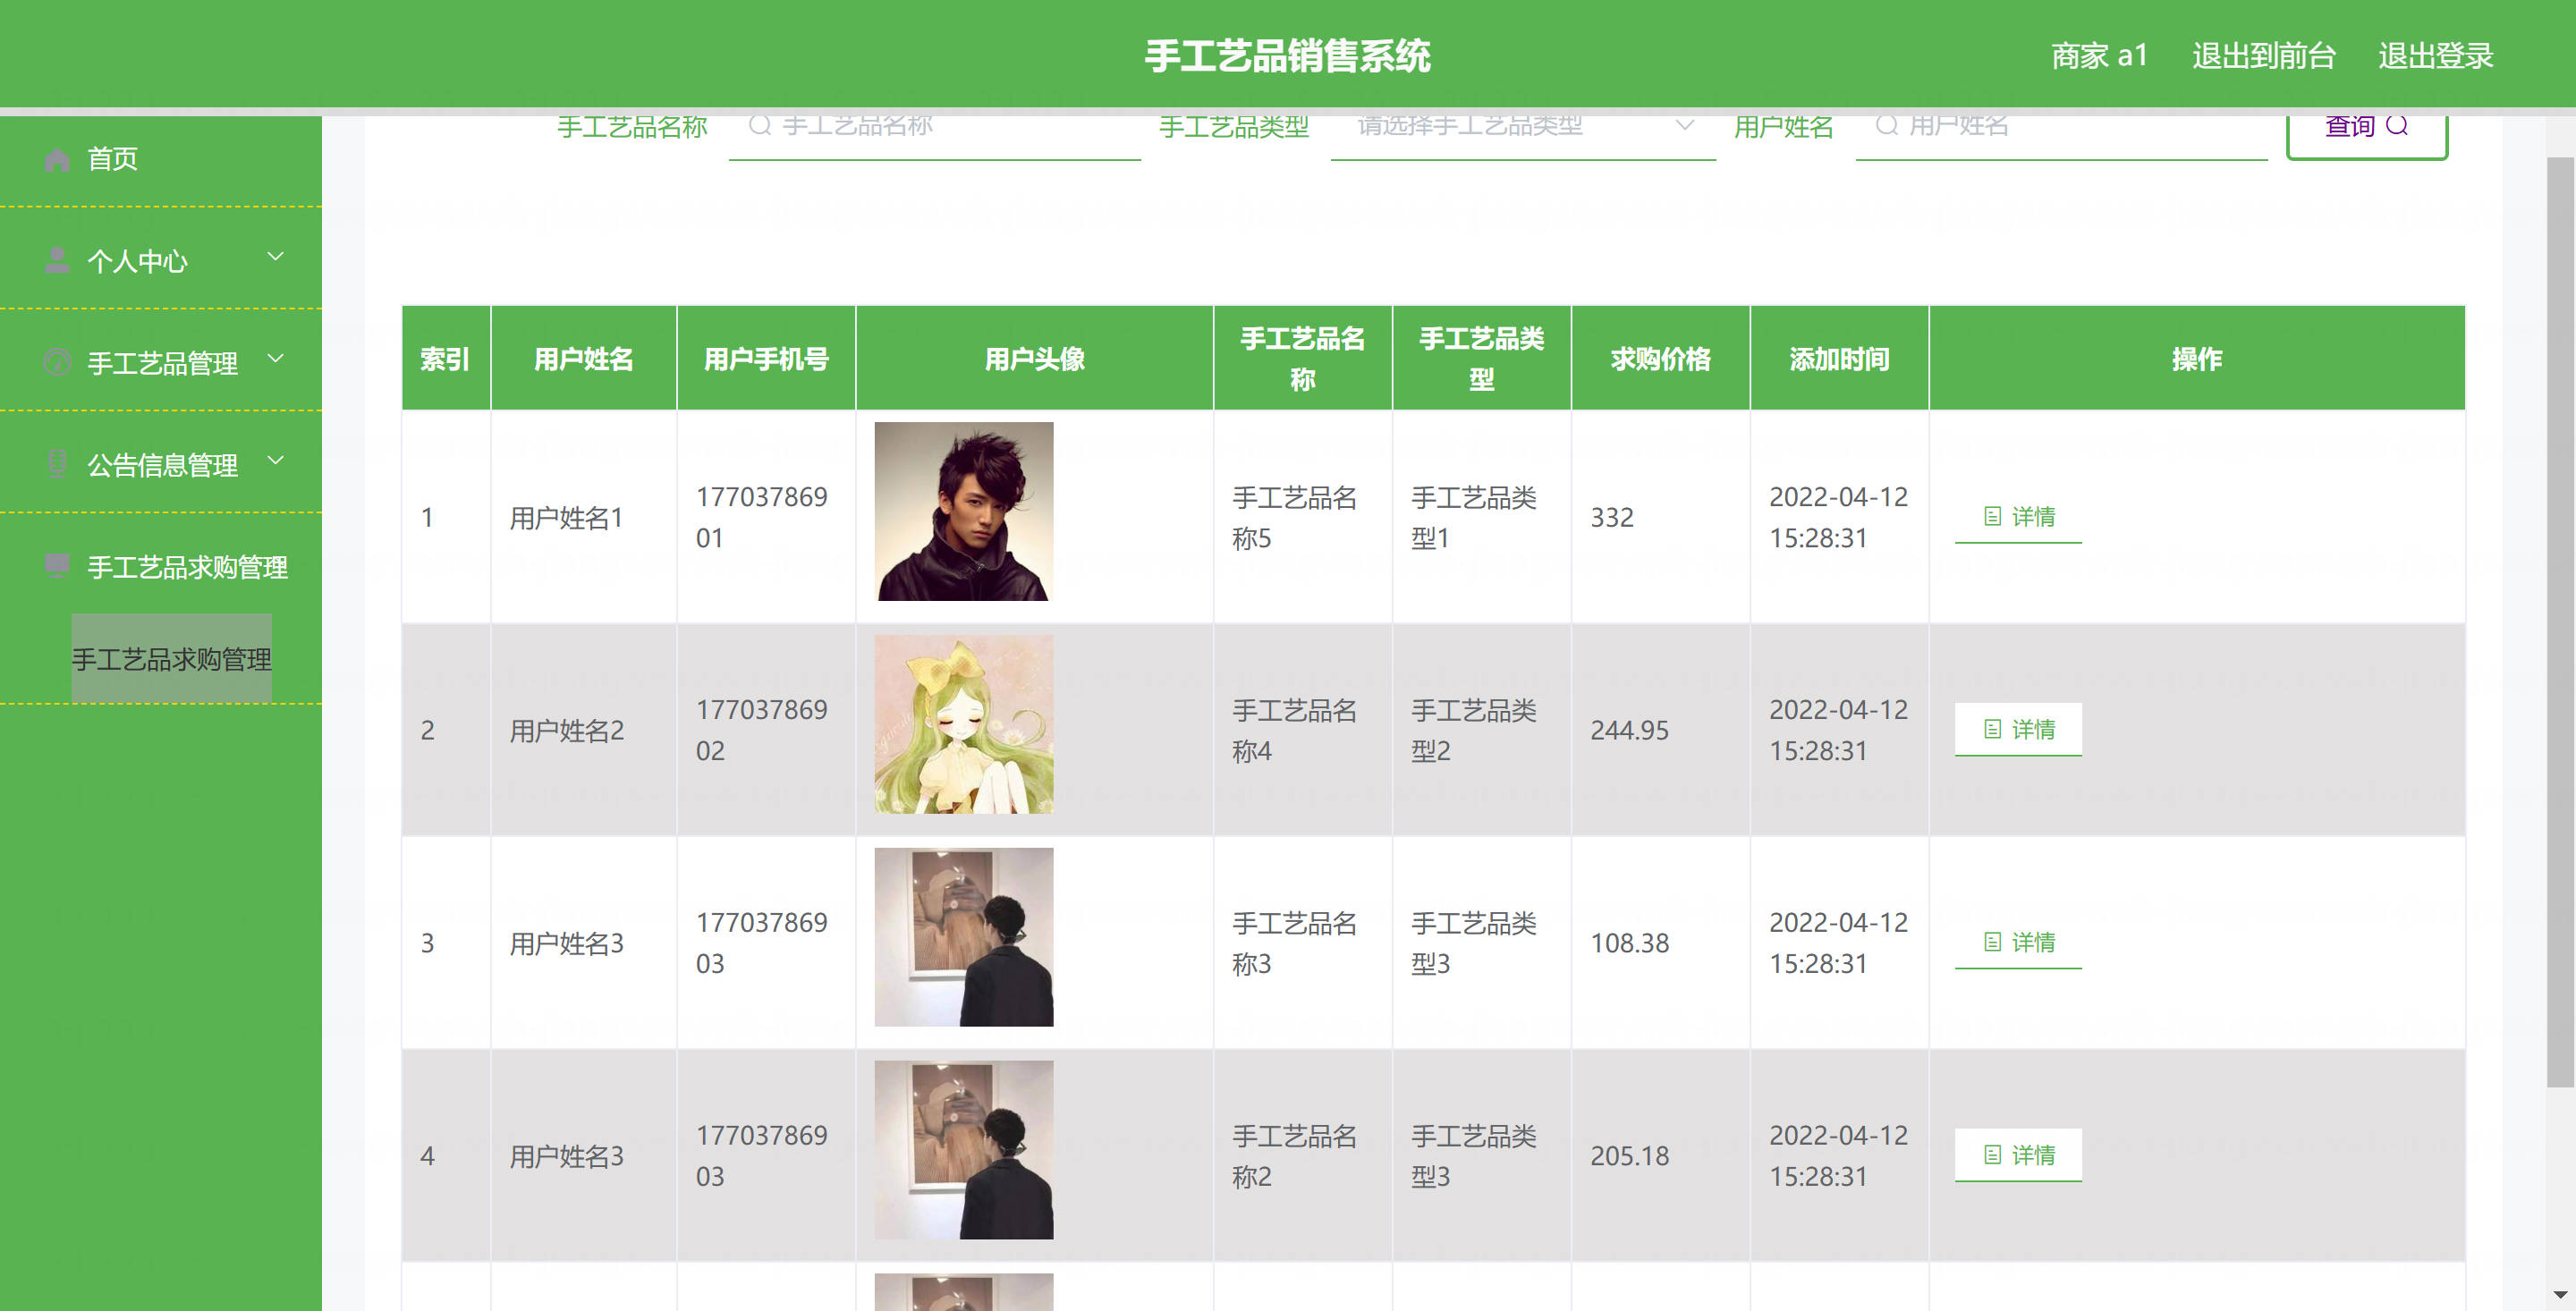 手工艺品销售系统
商家 a1 退出到前台 退出登录
手工艺品名称 手工艺品名称 手工艺品类型 请选择手工艺品类型 用户姓名 用户姓名 查询
首页
个人中心
手工艺品管理
公告信息管理
手工艺品求购管理
手工艺品求购管理
索引 用户姓名 用户手机号 用户头像 手工艺品名 手工艺品类 求购价格 添加时间 操作
称 型
1 用户姓名1 177037869 手工艺品名 手工艺品类 332 2022-04-12 详情
01 称5 型1 15:28:31
2 用户姓名2 177037869 手工艺品名 手工艺品类 244.95 2022-04-12 详情
02 称4 型2 15:28:31
3 用户姓名3 177037869 手工艺品名 手工艺品类 108.38 2022-04-12 详情
03 称3 型3 15:28:31
4 用户姓名3 177037869 手工艺品名 手工艺品类 205.18 2022-04-12 详情
03 称2 型3 15:28:31